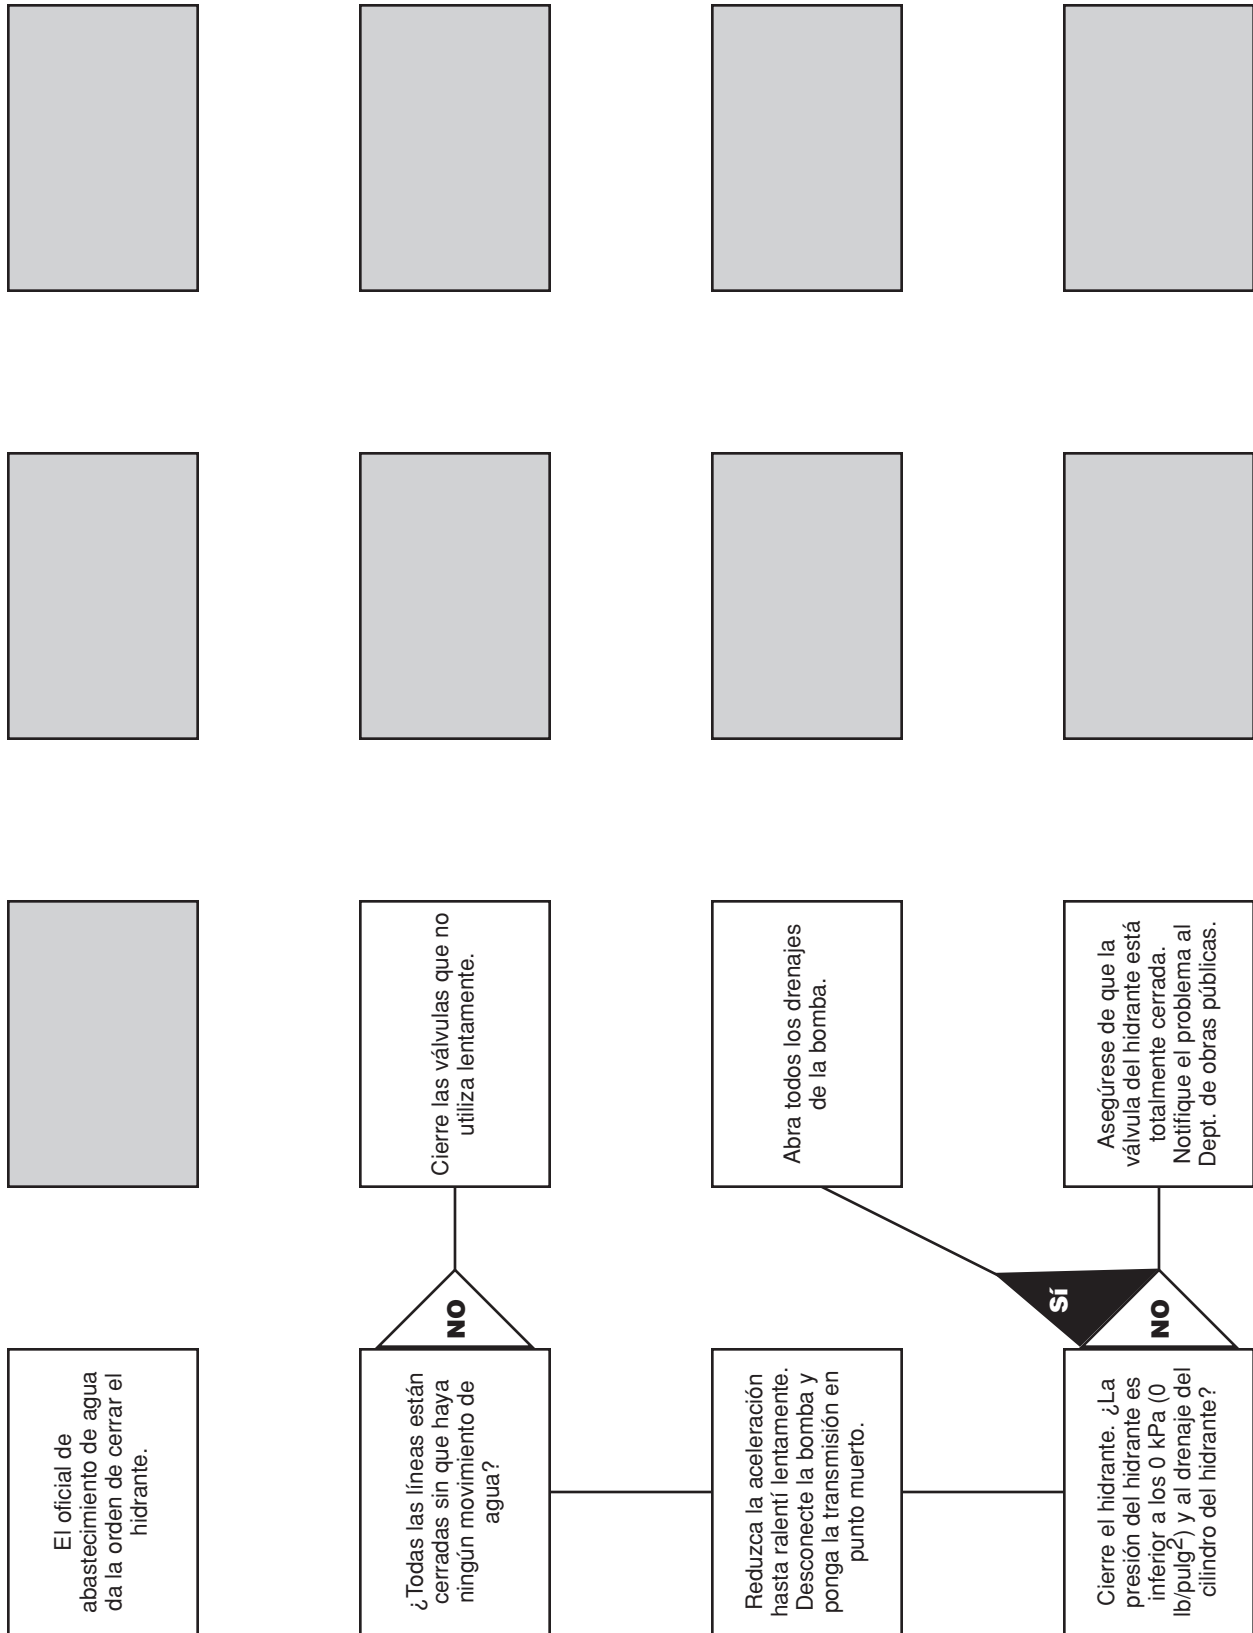 El oficial de
abastecimiento de agua
da la orden de cerrar el
hidrante.
¿Todas las líneas están
cerradas sin que haya
ningún movimiento de
agua?
NO
Cierre las válvulas que no
utiliza lentamente.
Reduzca la aceleración
hasta ralentí lentamente.
Desconecte la bomba y
ponga la transmisión en
punto muerto.
Cierre el hidrante. ¿La
presión del hidrante es
inferior a los 0 kPa (0
lb/pulg2) y al drenaje del
cilindro del hidrante?
Sí
Abra todos los drenajes
de la bomba.
NO
Asegúrese de que la
válvula del hidrante está
totalmente cerrada.
Notifique el problema al
Dept. de obras públicas.